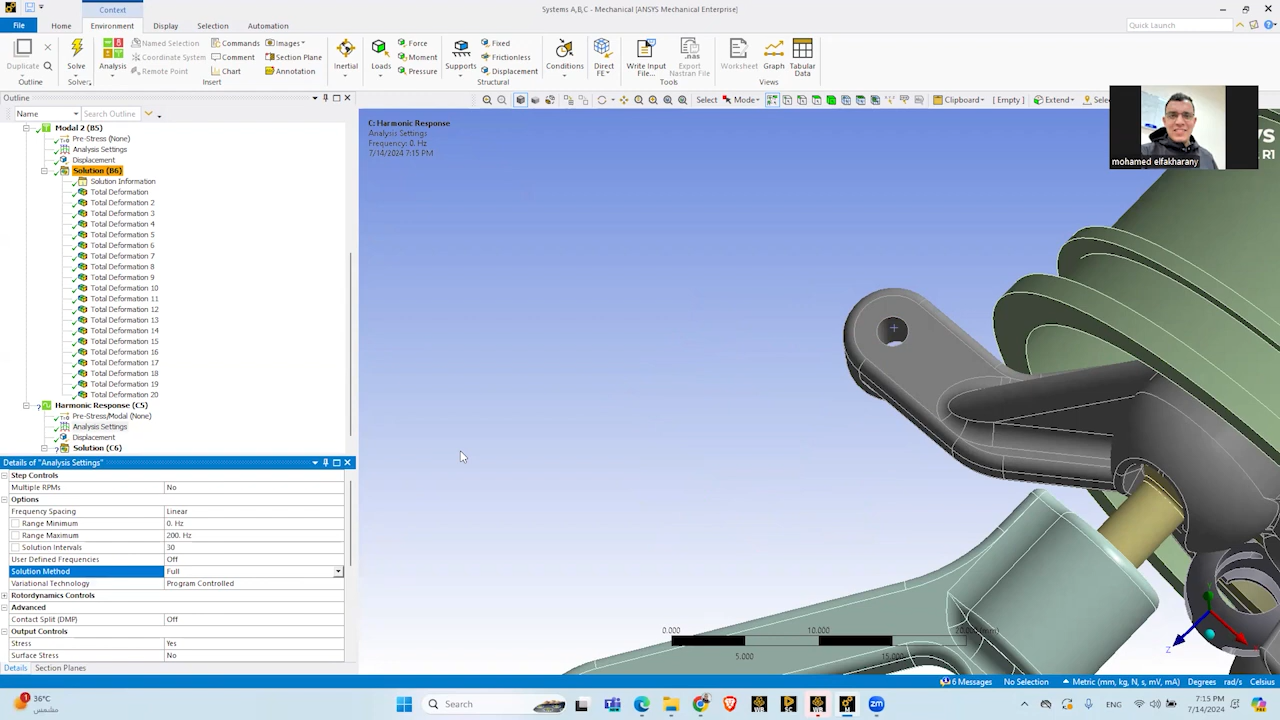 Context
Systems A,B,C - Mechanical [ANSYS Mechanical Enterprise]
File
Home
Environment
Display
Selection
Automation
Quick Launch
Duplicate
Outline
Solve
Solver
Analysis
Named Selection
Coordinate System
Remote Point
Commands
Comment
Chart
Images
Section Plane
Annotation
Insert
Inertial
Loads
Force
Moment
Pressure
Supports
Fixed
Frictionless
Displacement
Structural
Conditions
Direct FE
Write Input File...
Export Nastran File
Tools
Worksheet
Graph
Tabular Data
Views
Outline
Name
Search Outline
Select
Mode
Clipboard
[ Empty ]
Extend
Modal 2 (B5)
Pre-Stress (None)
Analysis Settings
Displacement
Solution (B6)
Solution Information
Total Deformation
Total Deformation 2
Total Deformation 3
Total Deformation 4
Total Deformation 5
Total Deformation 6
Total Deformation 7
Total Deformation 8
Total Deformation 9
Total Deformation 10
Total Deformation 11
Total Deformation 12
Total Deformation 13
Total Deformation 14
Total Deformation 15
Total Deformation 16
Total Deformation 17
Total Deformation 18
Total Deformation 19
Total Deformation 20
Harmonic Response (C5)
Pre-Stress/Modal (None)
Analysis Settings
Displacement
Solution (C6)
C: Harmonic Response
Analysis Settings
Frequency: 0. Hz
7/14/2024 7:15 PM
R1
mohamed elfakharany
Details of "Analysis Settings"
Step Controls
Multiple RPMs No
Options
Frequency Spacing Linear
Range Minimum 0. Hz
Range Maximum 200. Hz
Solution Intervals 30
User Defined Frequencies Off
Solution Method Full
Variational Technology Program Controlled
Rotordynamics Controls
Advanced
Contact Split (DMP) Off
Output Controls
Stress Yes
Surface Stress No
Details
Section Planes
0.000 10.000
5.000 15.000
Y
Z
6 Messages
No Selection
Metric (mm, kg, N, s, mV, mA)
Degrees
rad/s
Celsius
1
36°C
مشمس
Search
ENG
7:15 PM
7/14/2024